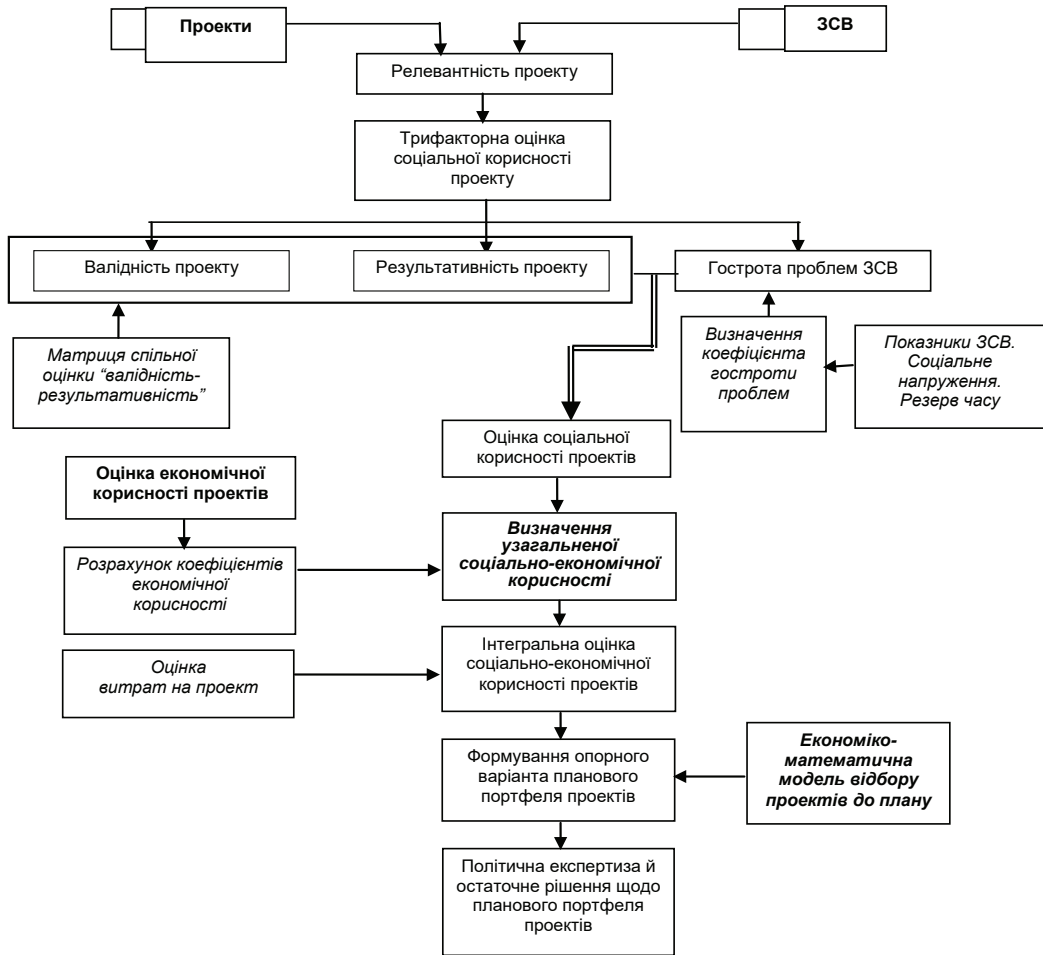 Проекти
ЗСВ
Релевантність проекту
Трифакторна оцінка
соціальної корисності
проекту
Валідність проекту
Результативність проекту
Гострота проблем ЗСВ
Матриця спільної
оцінки “валідність-
результативність”
Визначення
коефіцієнта
гостроти
проблем
Показники ЗСВ.
Соціальне
напруження.
Резерв часу
Оцінка соціальної
корисності проектів
Оцінка економічної
корисності проектів
Визначення
узагальненої
соціально-економічної
корисності
Розрахунок коефіцієнтів
економічної
корисності
Інтегральна оцінка
соціально-економічної
корисності проектів
Оцінка
витрат на проект
Формування опорного
варіанта планового
портфеля проектів
Економіко-
математична
модель відбору
проектів до плану
Політична експертиза й
остаточне рішення щодо
планового портфеля
проектів